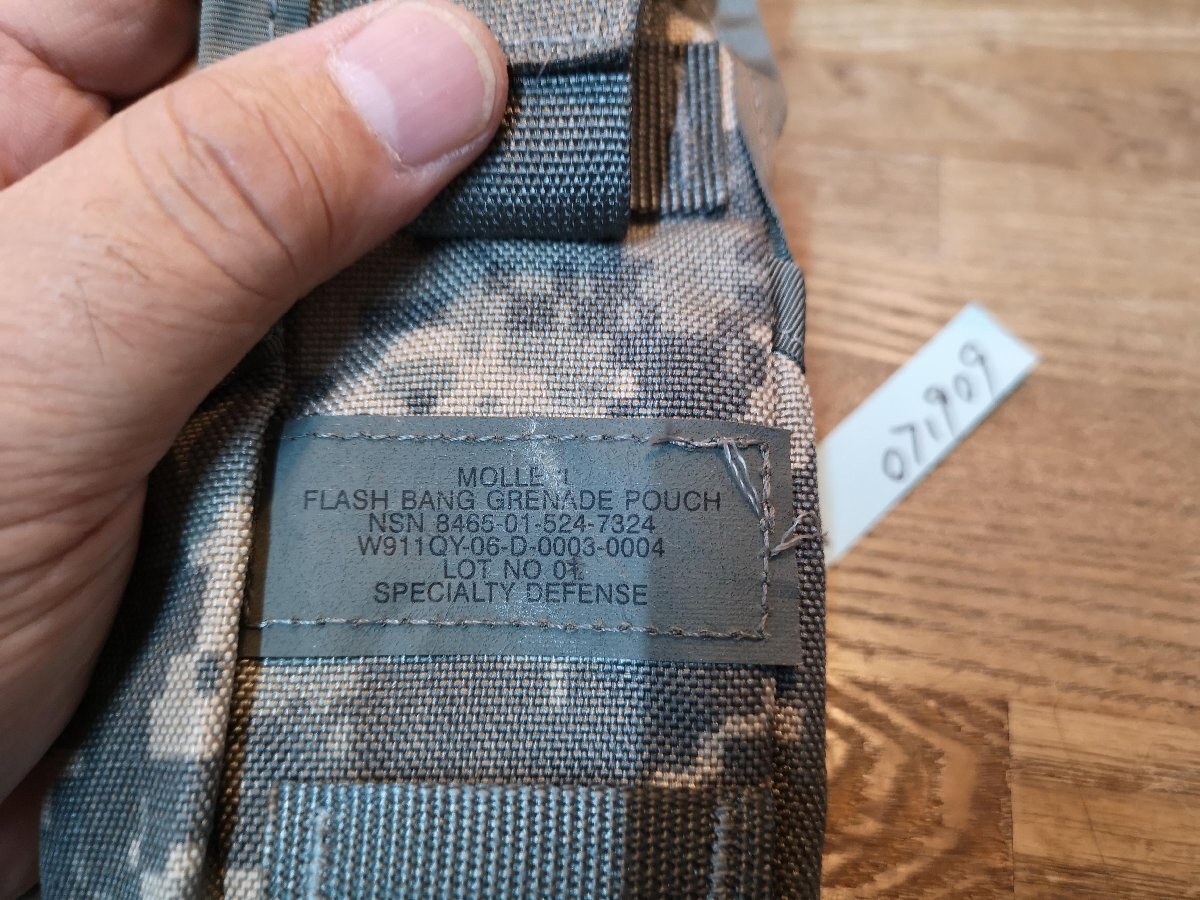 MOLLE II
FLASH BANG GRENADE POUCH
NSN 8465-01-524-7324
W911QY-06-D-0003-0004
LOT NO 01
SPECIALTY DEFENSE
071909